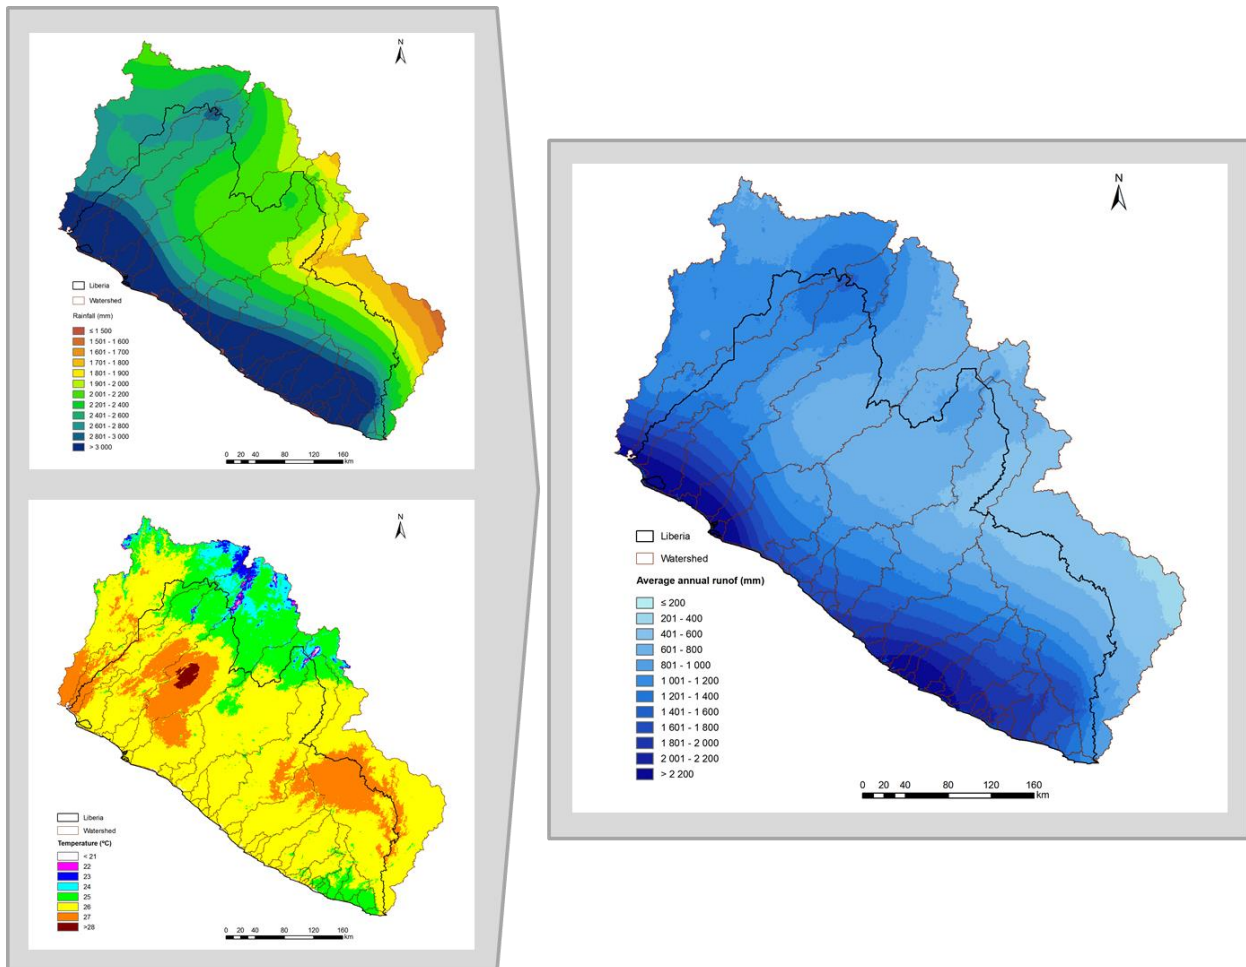 N
Liberia
Watershed
Rainfall (mm)
≤ 1 500
1 501 - 1 600
1 601 - 1 700
1 701 - 1 800
1 801 - 1 900
1 901 - 2 000
2 001 - 2 200
2 201 - 2 400
2 401 - 2 600
2 601 - 2 800
2 801 - 3 000
> 3 000
0 20 40 80 120 160
km
N
Liberia
Watershed
Temperature (ºC)
< 21
22
23
24
25
26
27
>28
0 20 40 80 120 160
km
N
Liberia
Watershed
Average annual runof (mm)
≤ 200
201 - 400
401 - 600
601 - 800
801 - 1 000
1 001 - 1 200
1 201 - 1 400
1 401 - 1 600
1 601 - 1 800
1 801 - 2 000
2 001 - 2 200
> 2 200
0 20 40 80 120 160
km